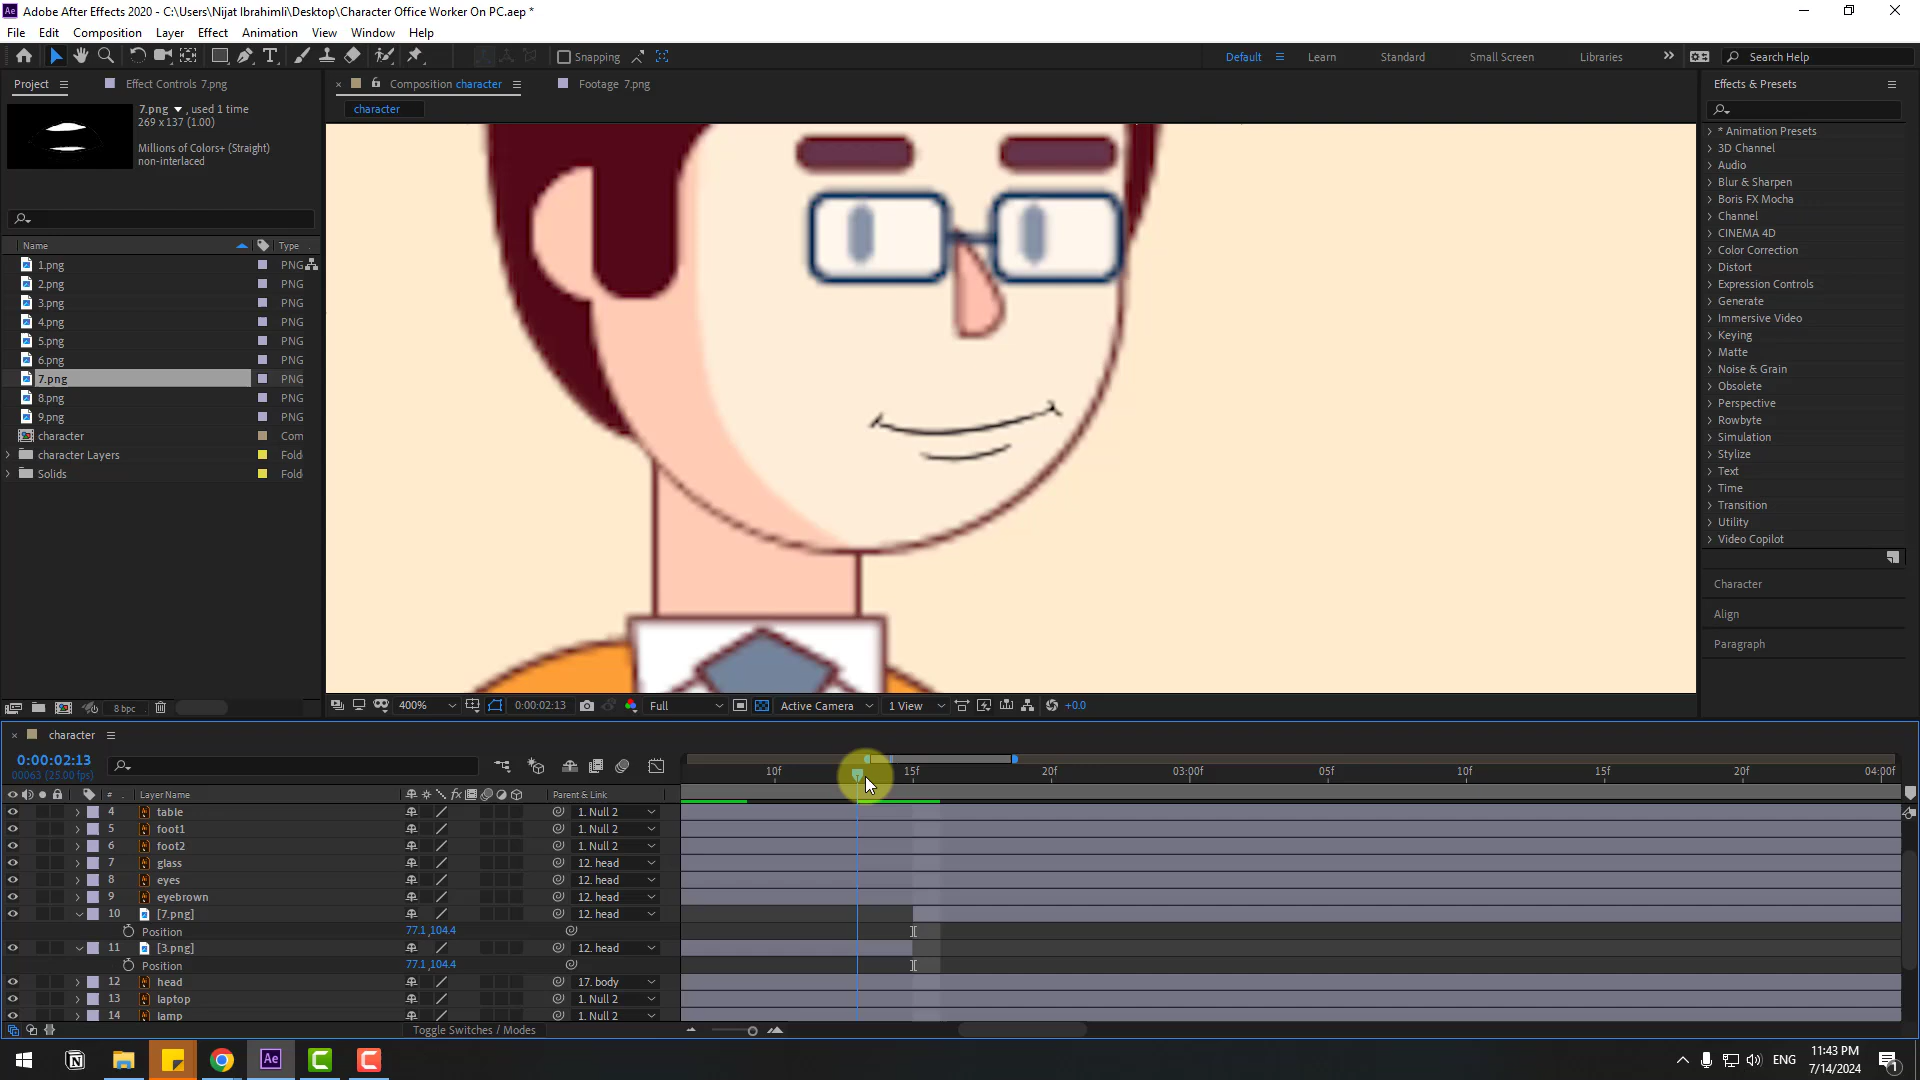 Adobe After Effects 2020 - C:\Users\Nijat Ibrahimli\Desktop\Character Office Worker On PC.aep *
File Edit Composition Layer Effect Animation View Window Help
Snapping
Default Learn Standard Small Screen Libraries Search Help
Project Effect Controls 7.png
Composition character
Footage 7.png
Effects & Presets
7.png , used 1 time
269 x 137 (1.00)
Millions of Colors+ (Straight)
non-interlaced
character
Name Type
1.png PNG
2.png PNG
3.png PNG
4.png PNG
5.png PNG
6.png PNG
7.png PNG
8.png PNG
9.png PNG
character Com
character Layers Fold
Solids Fold
* Animation Presets
3D Channel
Audio
Blur & Sharpen
Boris FX Mocha
Channel
CINEMA 4D
Color Correction
Distort
Expression Controls
Generate
Immersive Video
Keying
Matte
Noise & Grain
Obsolete
Perspective
Rowbyte
Simulation
Stylize
Text
Time
Transition
Utility
Video Copilot
Character
Align
Paragraph
8 bpc
400% 0:00:02:13 Full Active Camera 1 View +0.0
character
0:00:02:13
00063 (25.00 fps)
10f 15f 20f 03:00f 05f 10f 15f 20f 04:00f
# Layer Name fx Parent & Link
4 table 1. Null 2
5 foot1 1. Null 2
6 foot2 1. Null 2
7 glass 12. head
8 eyes 12. head
9 eyebrown 12. head
10 [7.png] 12. head
Position 77.1,104.4
11 [3.png] 12. head
Position 77.1,104.4
12 head 17. body
13 laptop 1. Null 2
14 lamp 1. Null 2
Toggle Switches / Modes
ENG
11:43 PM
7/14/2024